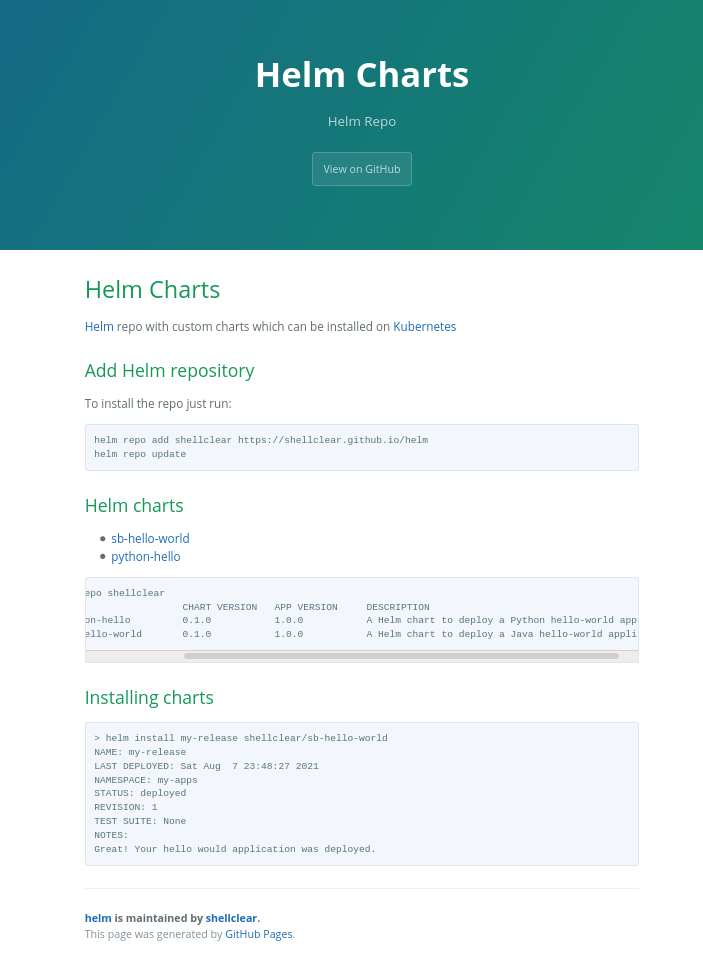 Helm Charts
Helm Repo
View on GitHub
Helm Charts
Helm repo with custom charts which can be installed on Kubernetes
Add Helm repository
To install the repo just run:
helm repo add shellclear https://shellclear.github.io/helm
helm repo update
Helm charts
sb-hello-world
python-hello
epo shellclear
CHART VERSION APP VERSION DESCRIPTION
on-hello 0.1.0 1.0.0 A Helm chart to deploy a Python hello-world app
ello-world 0.1.0 1.0.0 A Helm chart to deploy a Java hello-world appli
Installing charts
> helm install my-release shellclear/sb-hello-world
NAME: my-release
LAST DEPLOYED: Sat Aug  7 23:48:27 2021
NAMESPACE: my-apps
STATUS: deployed
REVISION: 1
TEST SUITE: None
NOTES:
Great! Your hello would application was deployed.
helm is maintained by shellclear.
This page was generated by GitHub Pages.